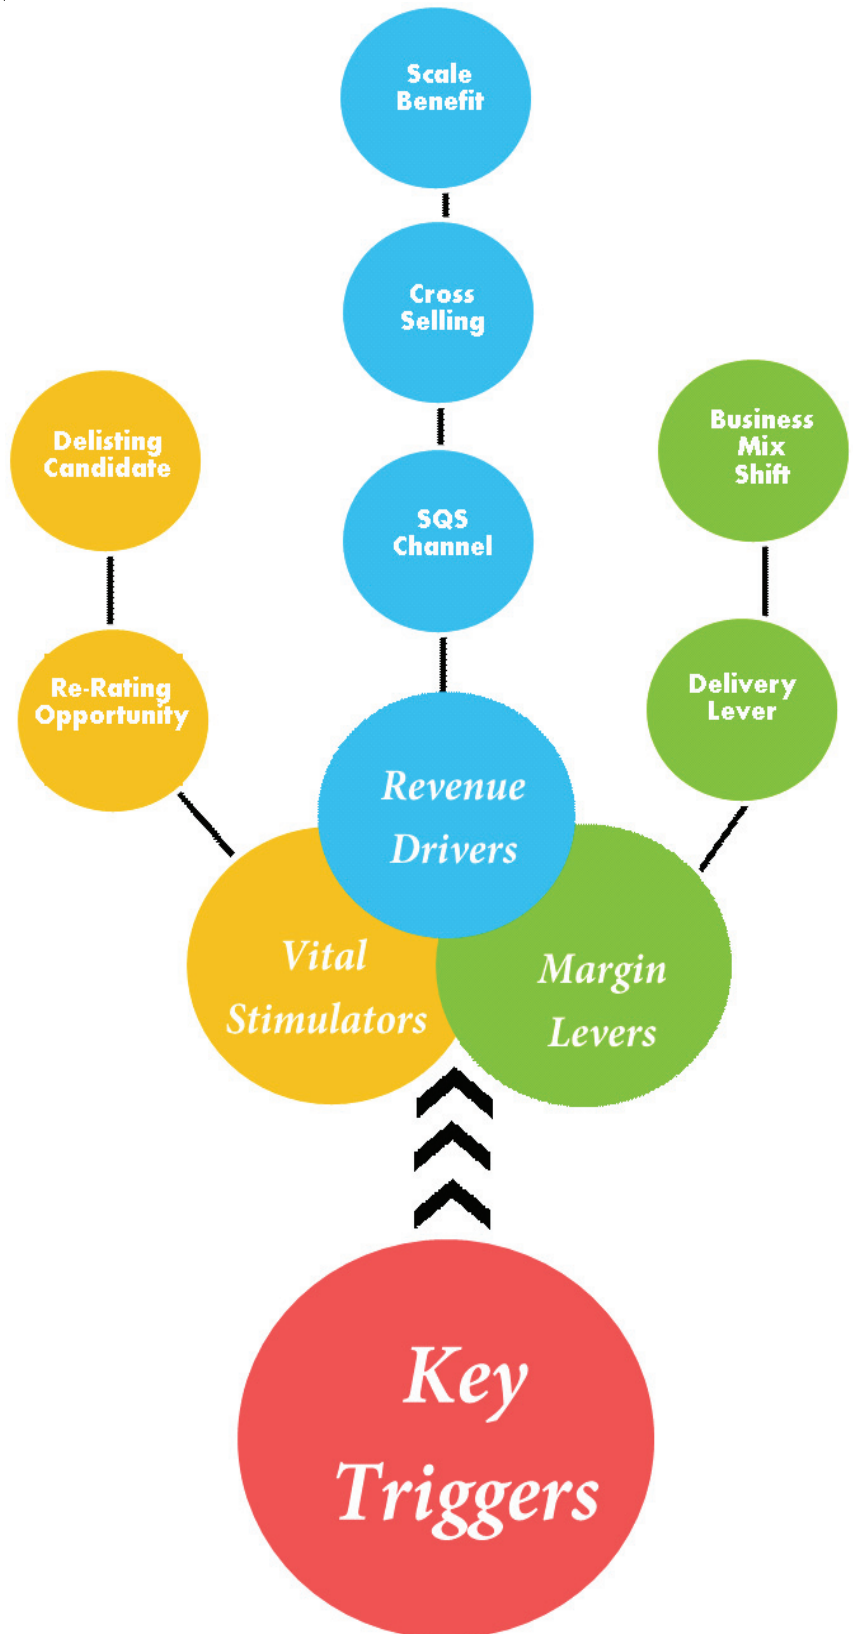 Scale
Benefit
Cross
Selling
Delisting
Candidate
Business
Mix
Shift
SQS
Channel
Re-Rating
Opportunity
Delivery
Lever
Revenue
Drivers
Vital
Stimulators
Margin
Levers
Key
Triggers